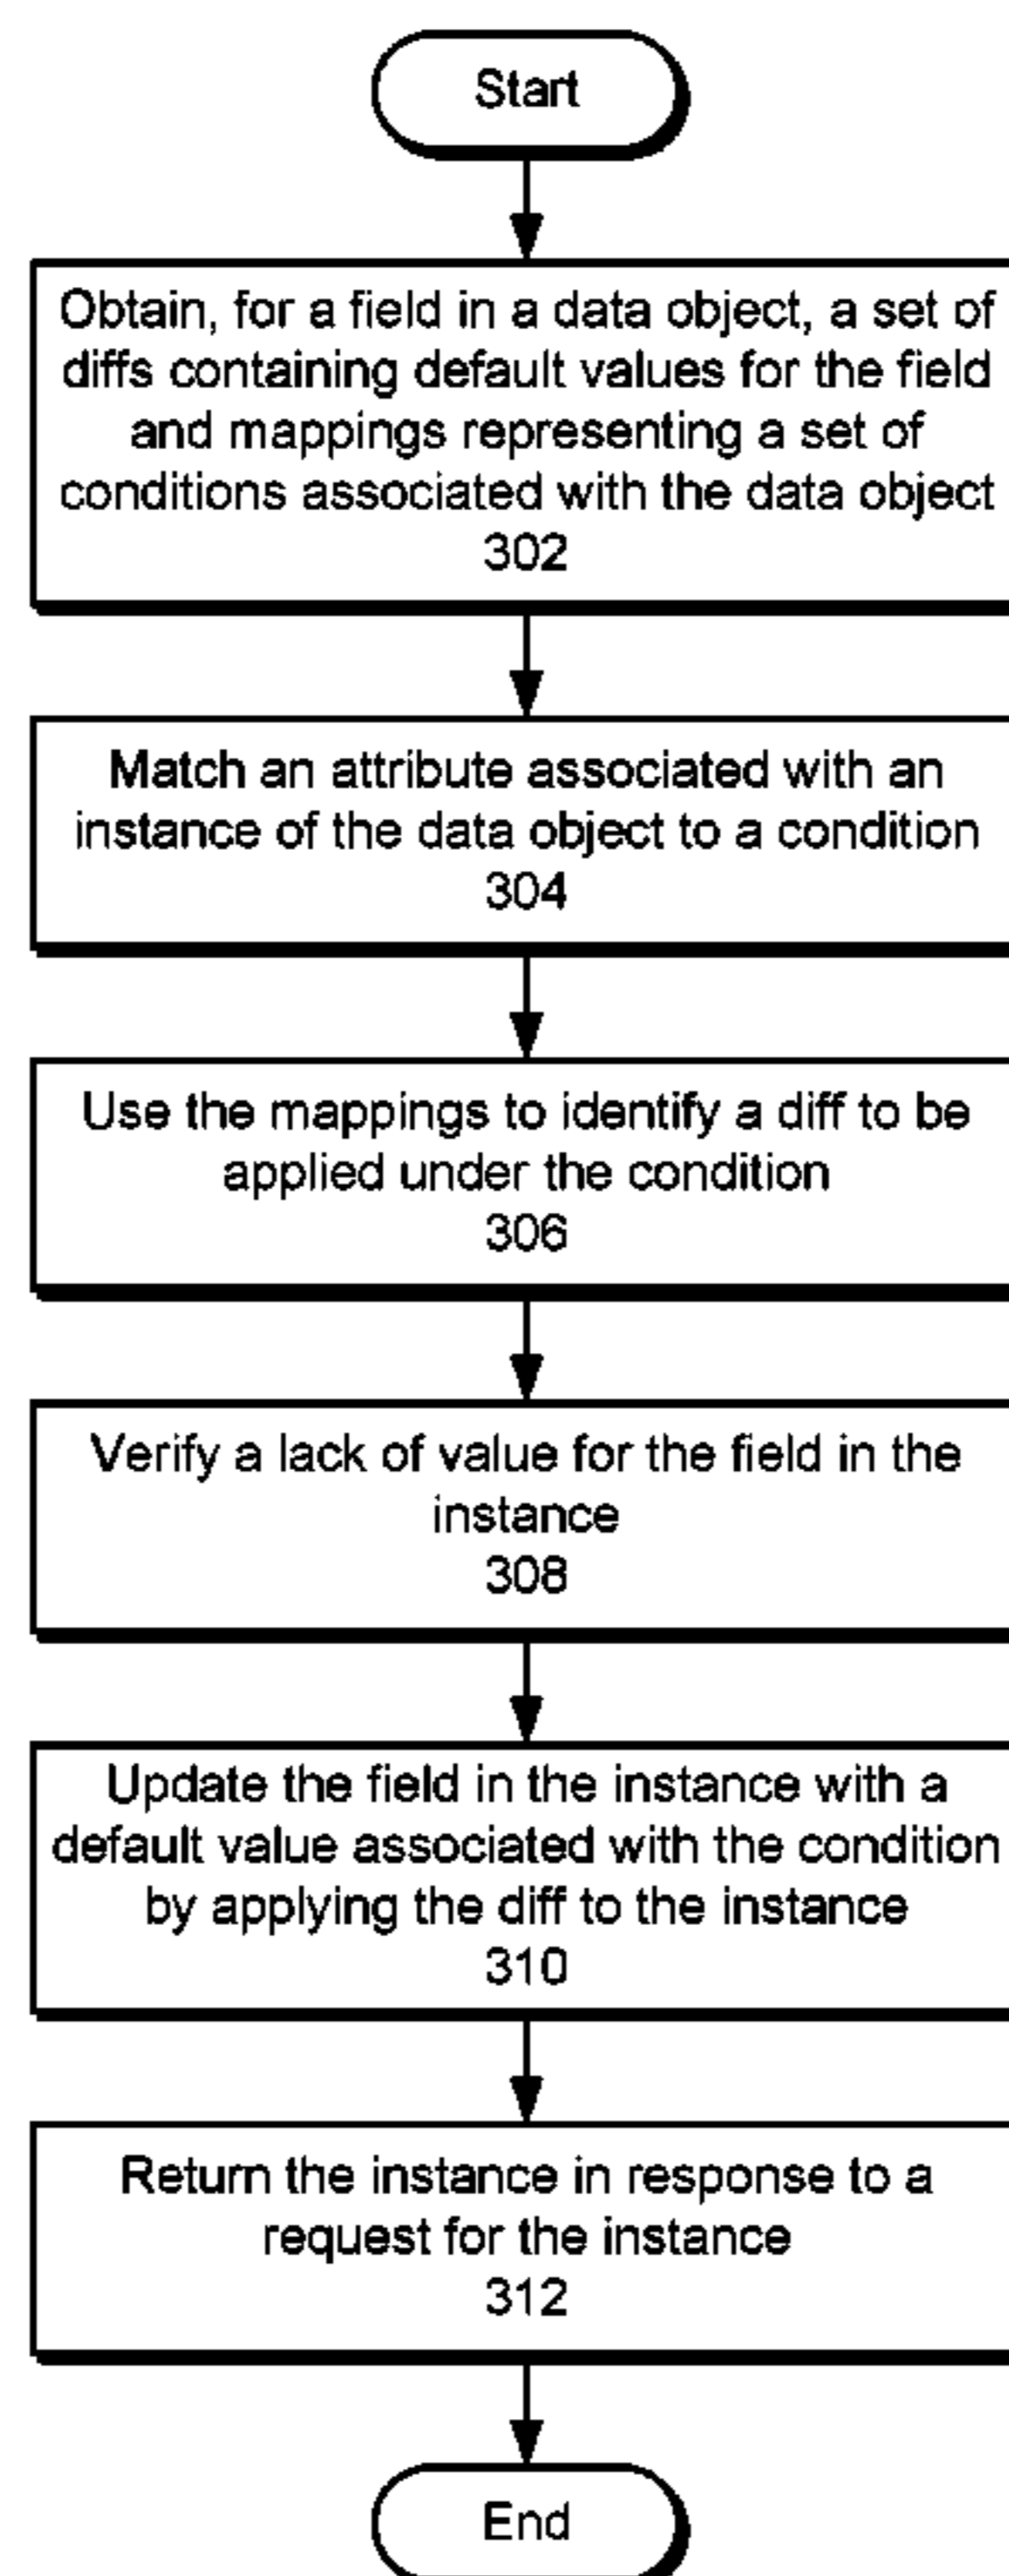 Start
Obtain, for a field in a data object, a set of
diffs containing default values for the field
and mappings representing a set of
conditions associated with the data object
302
Match an attribute associated with an
instance of the data object to a condition
304
Use the mappings to identify a diff to be
applied under the condition
306
Verify a lack of value for the field in the
instance
308
Update the field in the instance with a
default value associated with the condition
by applying the diff to the instance
310
Return the instance in response to a
request for the instance
312
End